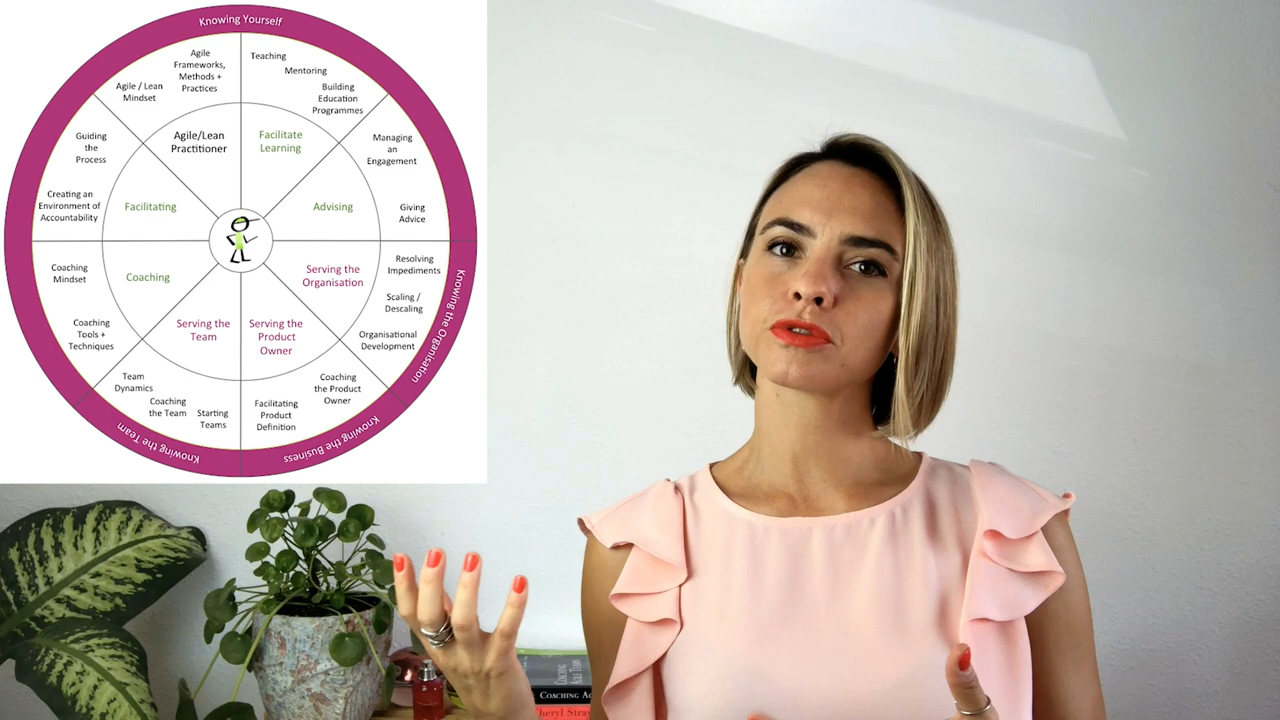 Knowing Yourself
Agile
Frameworks,
Methods +
Practices
Agile / Lean
Mindset
Teaching
Mentoring
Building
Education
Programmes
Guiding
the
Process
Agile/Lean
Practitioner
Facilitate
Learning
Managing
an
Engagement
Creating an
Environment of
Accountability
Facilitating
Advising
Giving
Advice
Coaching
Mindset
Coaching
Serving the
Organisation
Resolving
Impediments
Scaling /
Descaling
Coaching
Tools +
Techniques
Serving the
Team
Serving the
Product
Owner
Organisational
Development
Team
Dynamics
Coaching
the Team
Starting
Teams
Facilitating
Product
Definition
Coaching
the Product
Owner
Knowing the Organisation
Knowing the Team
Knowing the Business
COACHING
AGILE TEAMS
COACHING
Cheryl